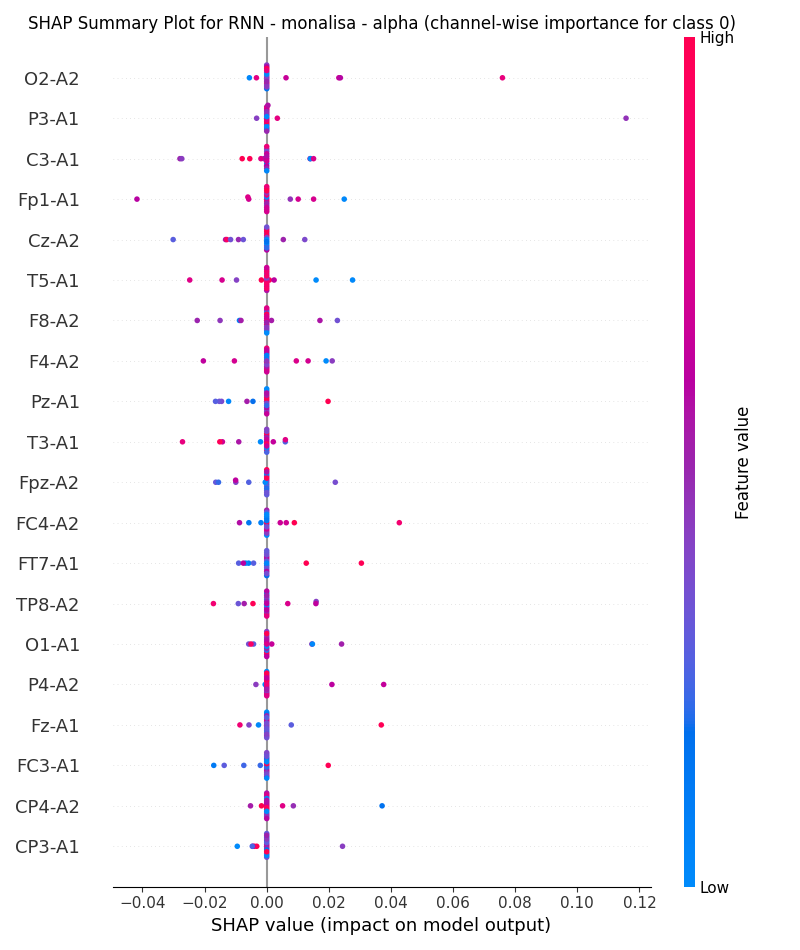 SHAP Summary Plot for RNN - monalisa - alpha (channel-wise importance for class 0)
High
O2-A2
P3-A1
C3-A1
Fp1-A1
Cz-A2
T5-A1
F8-A2
F4-A2
Pz-A1
T3-A1
Fpz-A2
FC4-A2
FT7-A1
TP8-A2
O1-A1
P4-A2
Fz-A1
FC3-A1
CP4-A2
CP3-A1
Feature value
Low
−0.04 −0.02 0.00 0.02 0.04 0.06 0.08 0.10 0.12
SHAP value (impact on model output)